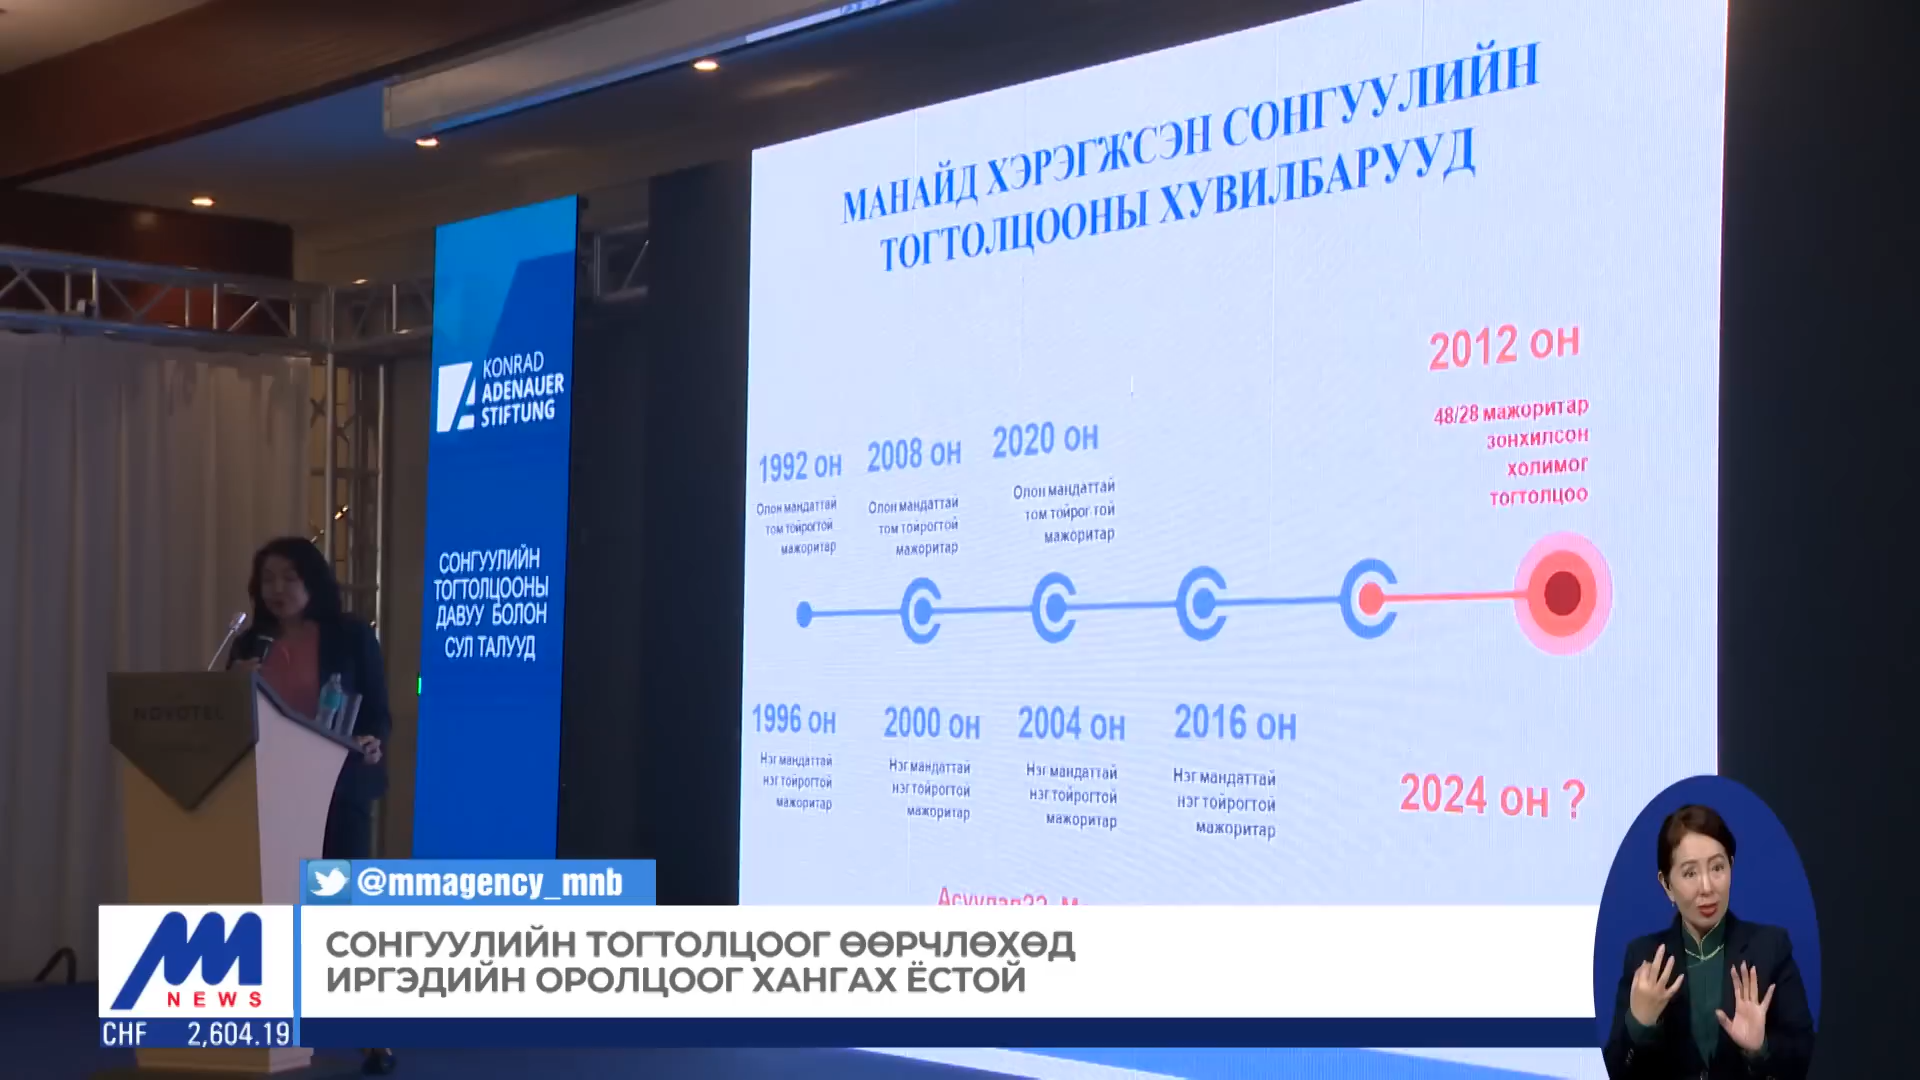 МАНАЙД ХЭРЭГЖСЭН СОНГУУЛИЙН
ТОГТОЛЦООНЫ ХУВИЛБАРУУД
KONRAD
ADENAUER
STIFTUNG
СОНГУУЛИЙН
ТОГТОЛЦООНЫ
ДАВУУ БОЛОН
СУЛ ТАЛУУД
1992 он
Олон мандаттай
том тойрогтой
мажоритар
2008 он
Олон мандаттай
том тойрогтой
мажоритар
2020 он
Олон мандаттай
том тойрог той
мажоритар
2012 он
48/28 мажоритар
зонхилсон
холимог
тогтолцоо
1996 он
Нэг мандаттай
нэг тойрогтой
мажоритар
2000 он
Нэг мандаттай
нэг тойрогтой
мажоритар
2004 он
Нэг мандаттай
нэг тойрогтой
мажоритар
2016 он
Нэг мандаттай
нэг тойрогтой
мажоритар
2024 он ?
NOVOTEL
@mmagency_mnb
MM
NEWS
СОНГУУЛИЙН ТОГТОЛЦООГ ӨӨРЧЛӨХӨД
ИРГЭДИЙН ОРОЛЦООГ ХАНГАХ ЁСТОЙ
CHF 2,604.19